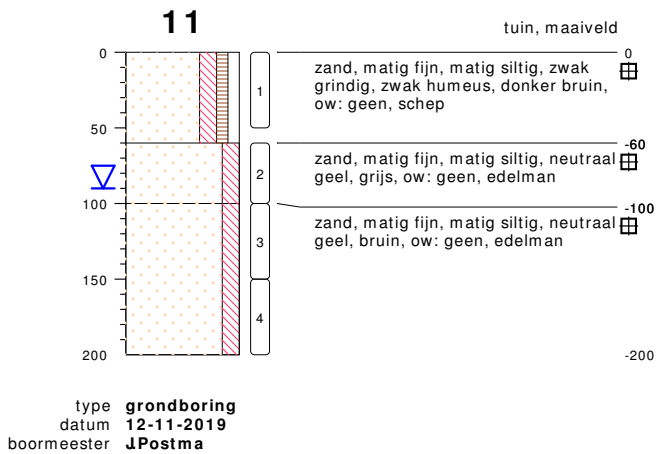 11
tuin, maaiveld
0
0
zand, matig fijn, matig siltig, zwak
grindig, zwak humeus, donker bruin,
ow: geen, schep
1
50
-60
zand, matig fijn, matig siltig, neutraal
geel, grijs, ow: geen, edelman
2
100
-100
zand, matig fijn, matig siltig, neutraal
geel, bruin, ow: geen, edelman
3
150
4
200
-200
type grondboring
datum 12-11-2019
boormeester J.Postma